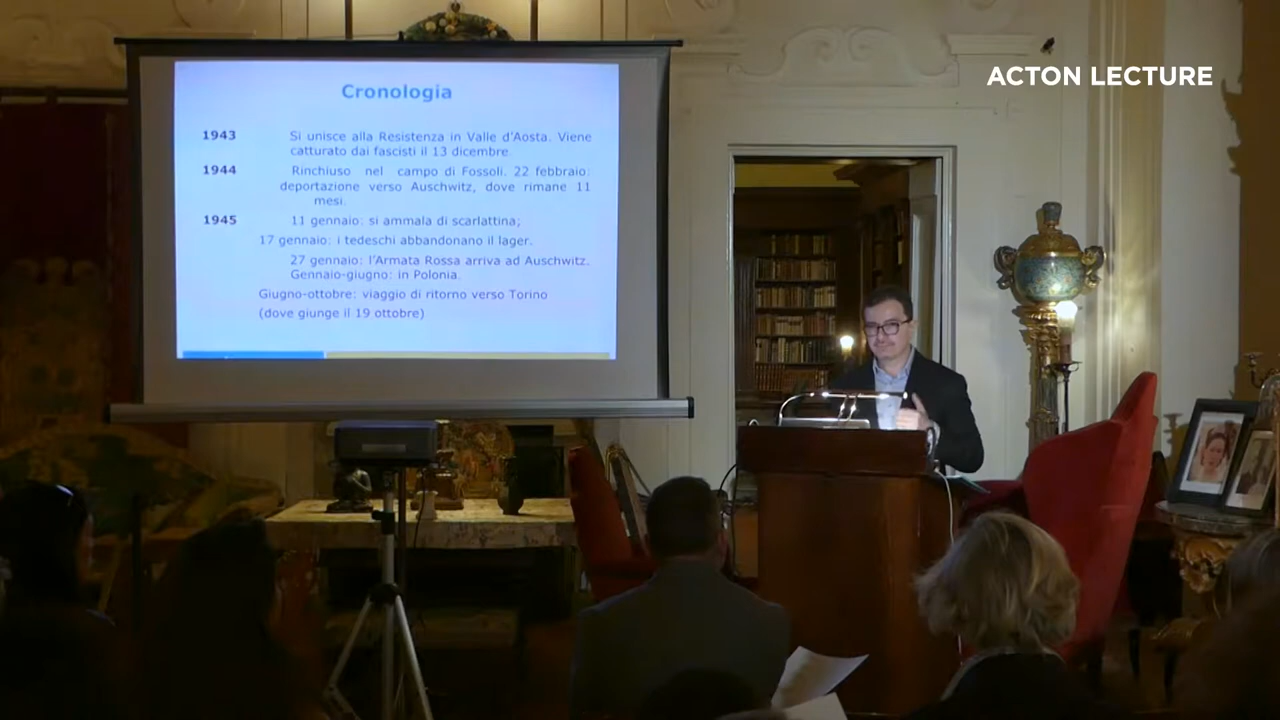 ACTON LECTURE
Cronologia
1943 Si unisce alla Resistenza in Valle d'Aosta. Viene
catturato dai fascisti il 13 dicembre.
1944 Rinchiuso nel campo di Fossoli. 22 febbraio:
deportazione verso Auschwitz, dove rimane 11
mesi.
1945 11 gennaio: si ammala di scarlattina;
17 gennaio: i tedeschi abbandonano il lager.
27 gennaio: l'Armata Rossa arriva ad Auschwitz.
Gennaio-giugno: in Polonia.
Giugno-ottobre: viaggio di ritorno verso Torino
(dove giunge il 19 ottobre)